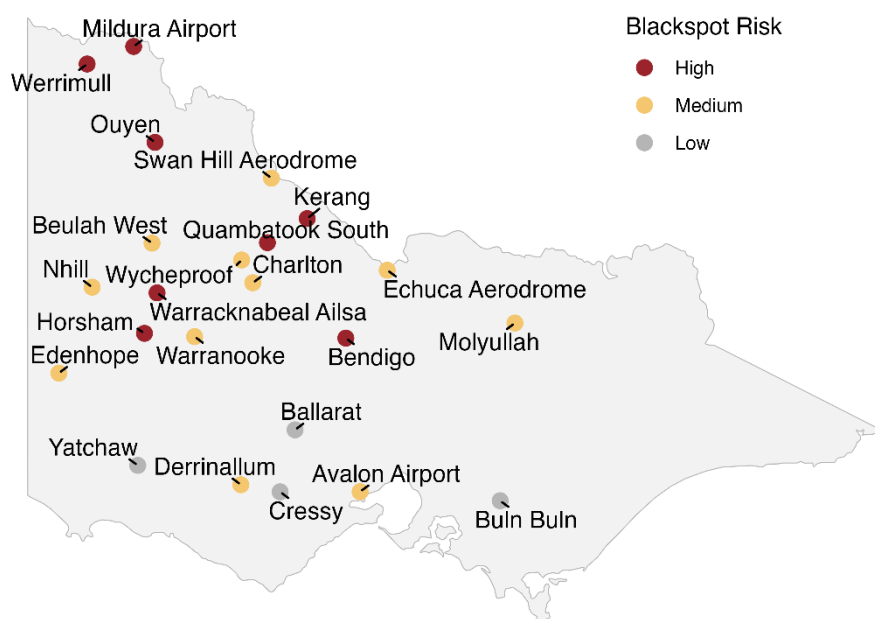 Mildura Airport
Blackspot Risk
Werrimull
High
Medium
Ouyen
Low
Swan Hill Aerodrome
Kerang
Beulah West
Quambatook South
Nhill
Wycheproof
Charlton
Echuca Aerodrome
Warracknabeal Ailsa
Horsham
Molyullah
Edenhope
Warranooke
Bendigo
Ballarat
Yatchaw
Derrinallum
Avalon Airport
Cressy
Buln Buln